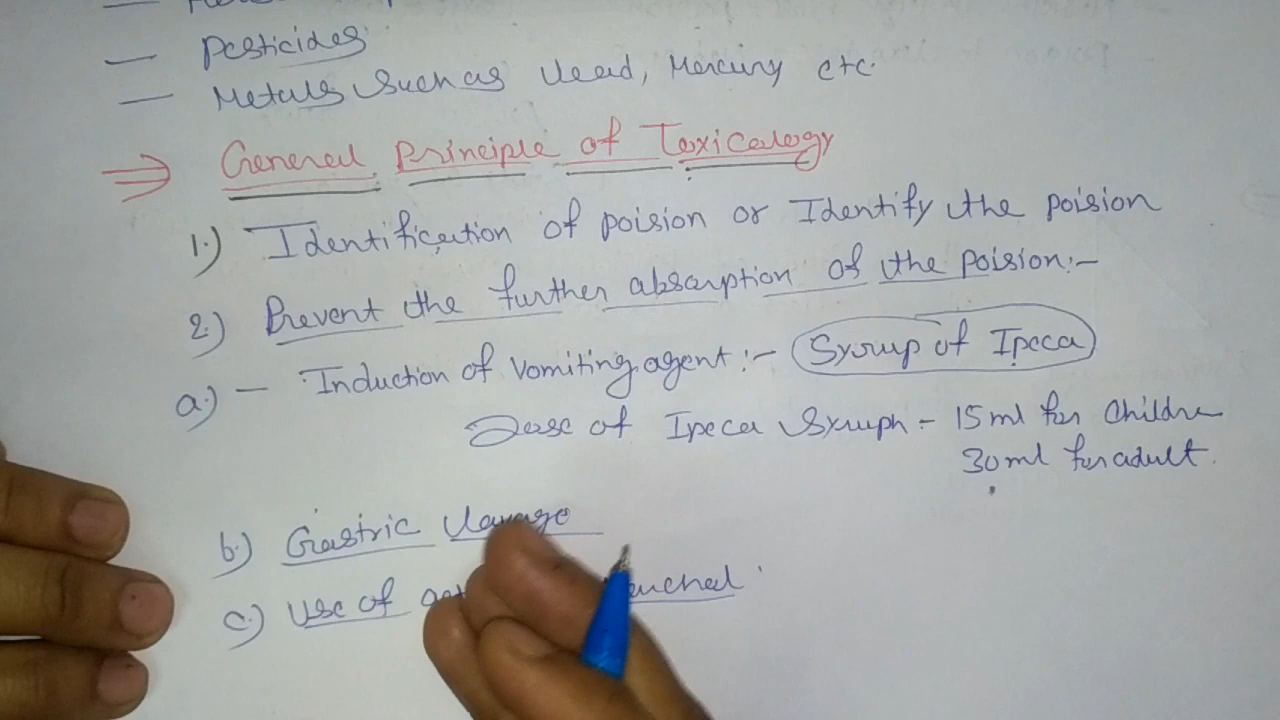 — Pesticides
— Metals such as Lead, Mercury etc.
⇒ General Principle of Toxicology
1.) Identification of poision or Identify the poision
2.) Prevent the further absorption of the poision:-
a.) — Induction of vomiting agent :- Syrup of Ipeca
Dose of Ipeca Syruph - 15 ml for Childre
30 ml for adult.
b.) Gastric Lavage
c.) Use of